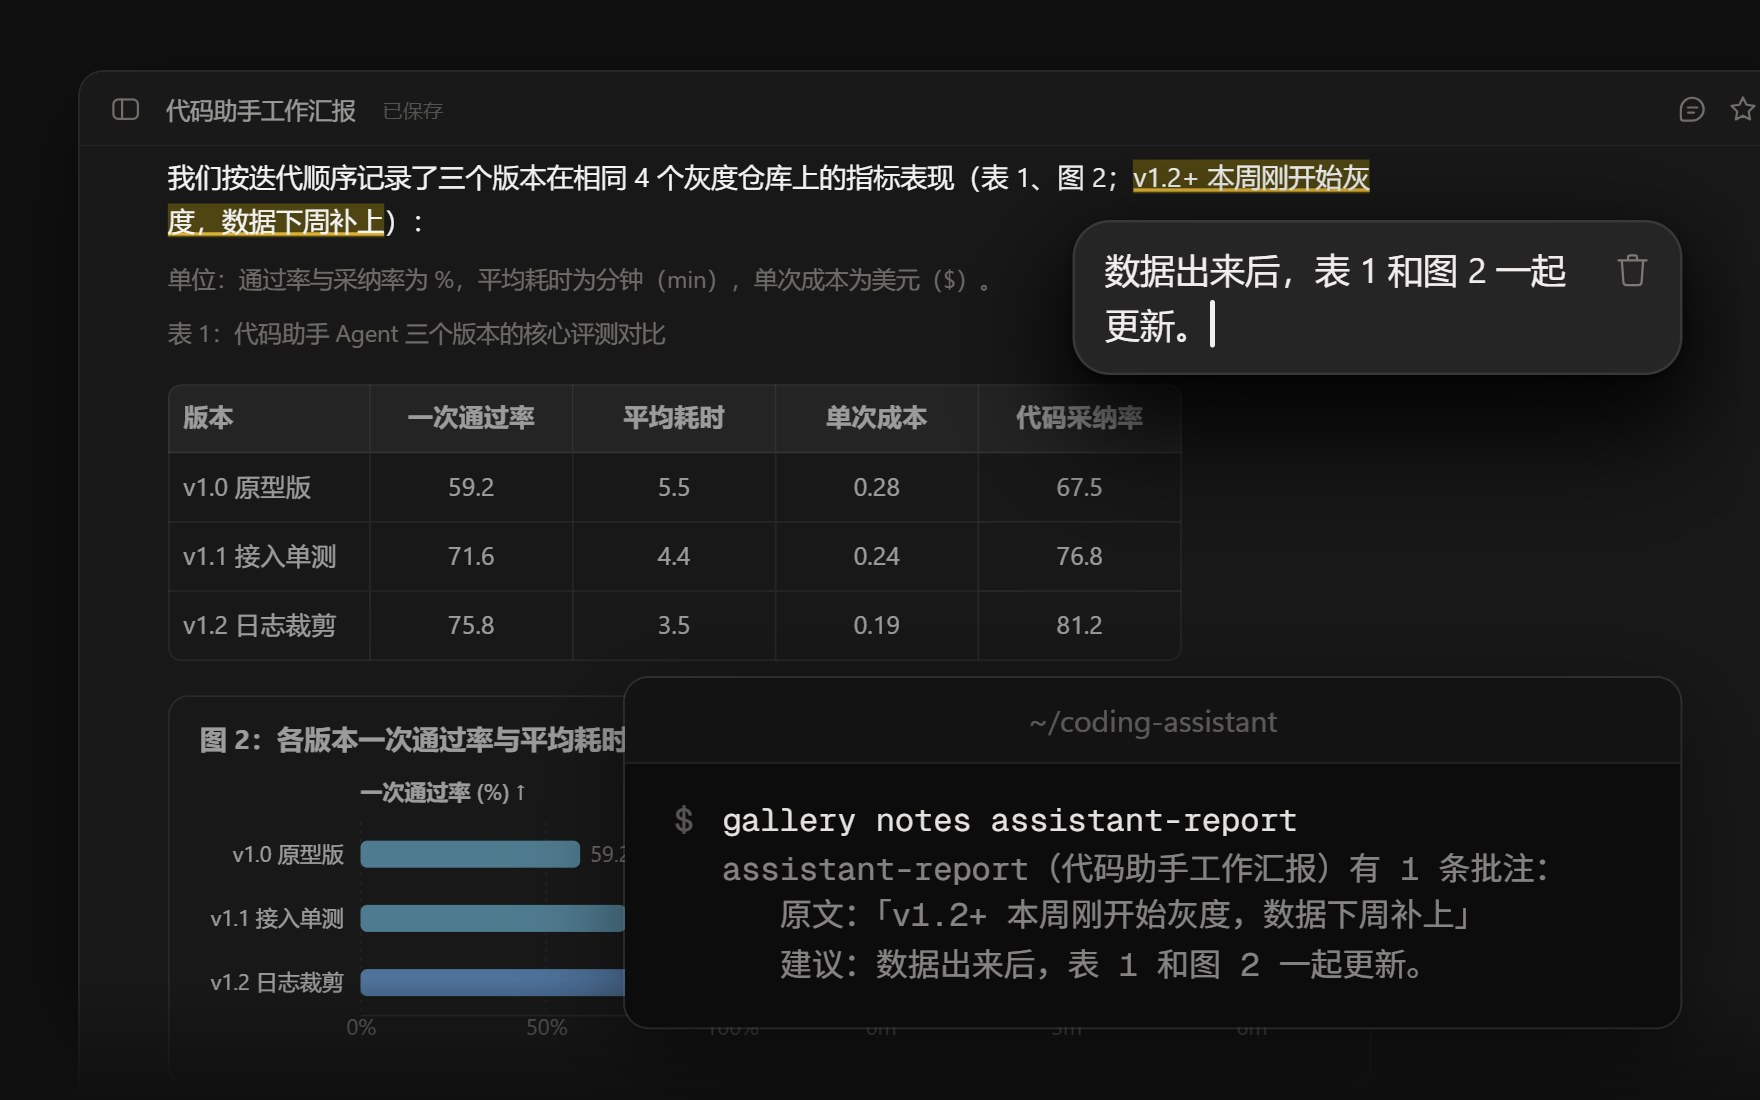 代码助手工作汇报 已保存
我们按迭代顺序记录了三个版本在相同 4 个灰度仓库上的指标表现（表 1、图 2；v1.2+ 本周刚开始灰
度，数据下周补上）：
数据出来后，表 1 和图 2 一起
更新。
单位：通过率与采纳率为 %，平均耗时为分钟（min），单次成本为美元（$）。
表 1：代码助手 Agent 三个版本的核心评测对比
版本 一次通过率 平均耗时 单次成本 代码采纳率
v1.0 原型版 59.2 5.5 0.28 67.5
v1.1 接入单测 71.6 4.4 0.24 76.8
v1.2 日志裁剪 75.8 3.5 0.19 81.2
图 2：各版本一次通过率与平均耗时
一次通过率 (%) ↑
v1.0 原型版 59.2
v1.1 接入单测
v1.2 日志裁剪
0% 50% 100% 0m 3m 6m
~/coding-assistant
$ gallery notes assistant-report
assistant-report（代码助手工作汇报）有 1 条批注：
原文：「v1.2+ 本周刚开始灰度，数据下周补上」
建议：数据出来后，表 1 和图 2 一起更新。